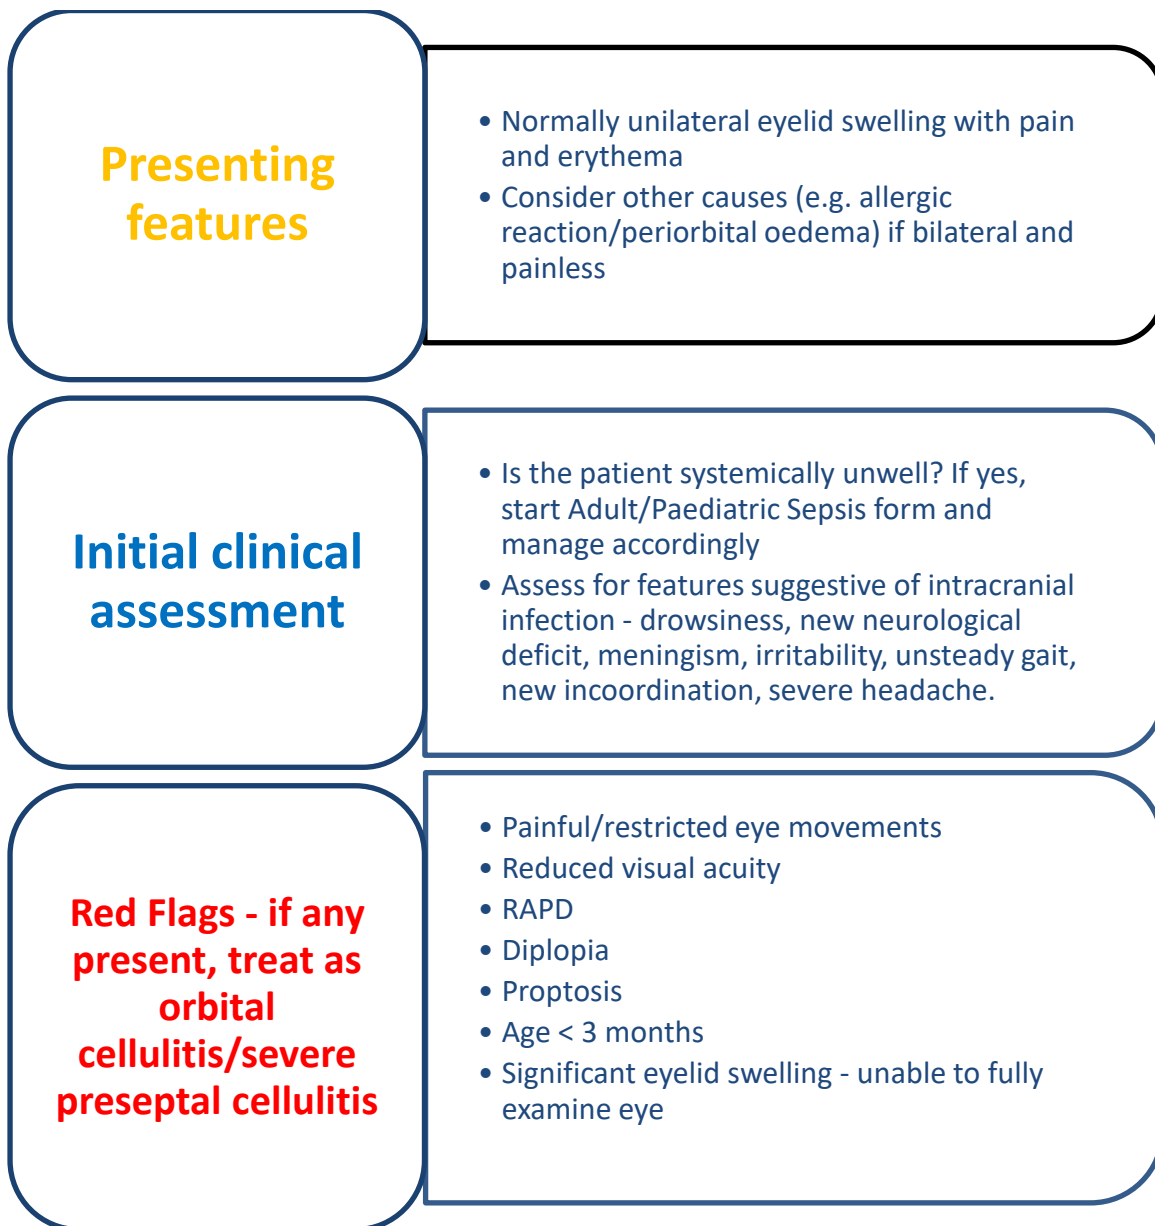 Presenting
features
• Normally unilateral eyelid swelling with pain
and erythema
• Consider other causes (e.g. allergic
reaction/periorbital oedema) if bilateral and
painless
Initial clinical
assessment
• Is the patient systemically unwell? If yes,
start Adult/Paediatric Sepsis form and
manage accordingly
• Assess for features suggestive of intracranial
infection - drowsiness, new neurological
deficit, meningism, irritability, unsteady gait,
new incoordination, severe headache.
Red Flags - if any
present, treat as
orbital
cellulitis/severe
preseptal cellulitis
• Painful/restricted eye movements
• Reduced visual acuity
• RAPD
• Diplopia
• Proptosis
• Age < 3 months
• Significant eyelid swelling - unable to fully
examine eye